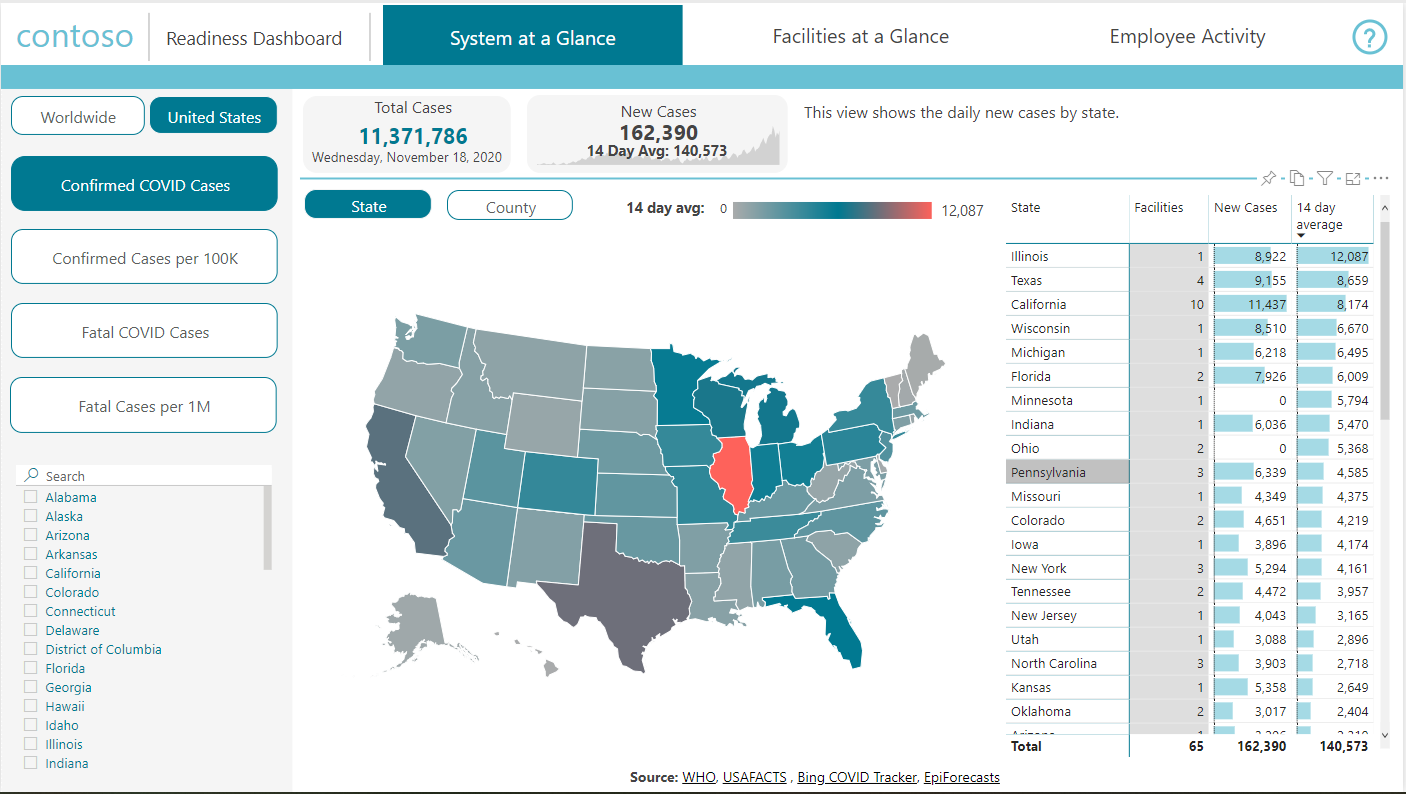 contoso
Readiness Dashboard
System at a Glance
Facilities at a Glance
Employee Activity
?
Worldwide
United States
Confirmed COVID Cases
Confirmed Cases per 100K
Fatal COVID Cases
Fatal Cases per 1M
Search
Alabama
Alaska
Arizona
Arkansas
California
Colorado
Connecticut
Delaware
District of Columbia
Florida
Georgia
Hawaii
Idaho
Illinois
Indiana
Total Cases
11,371,786
Wednesday, November 18, 2020
New Cases
162,390
14 Day Avg: 140,573
This view shows the daily new cases by state.
State
County
14 day avg: 0 12,087
State Facilities New Cases 14 day
average
Illinois 1 8,922 12,087
Texas 4 9,155 8,659
California 10 11,437 8,174
Wisconsin 1 8,510 6,670
Michigan 1 6,218 6,495
Florida 2 7,926 6,009
Minnesota 1 0 5,794
Indiana 1 6,036 5,470
Ohio 2 0 5,368
Pennsylvania 3 6,339 4,585
Missouri 1 4,349 4,375
Colorado 2 4,651 4,219
Iowa 1 3,896 4,174
New York 3 5,294 4,161
Tennessee 2 4,472 3,957
New Jersey 1 4,043 3,165
Utah 1 3,088 2,896
North Carolina 3 3,903 2,718
Kansas 1 5,358 2,649
Oklahoma 2 3,017 2,404
Total 65 162,390 140,573
Source: WHO, USAFACTS , Bing COVID Tracker, EpiForecasts